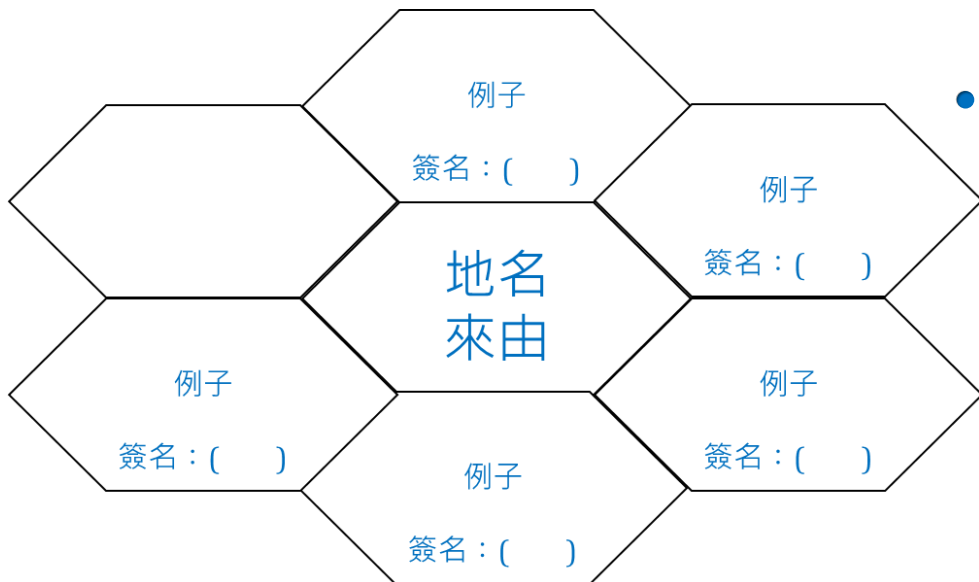 例子
簽名：(　　)
例子
簽名：(　　)
地名
來由
例子
簽名：(　　)
例子
簽名：(　　)
例子
簽名：(　　)